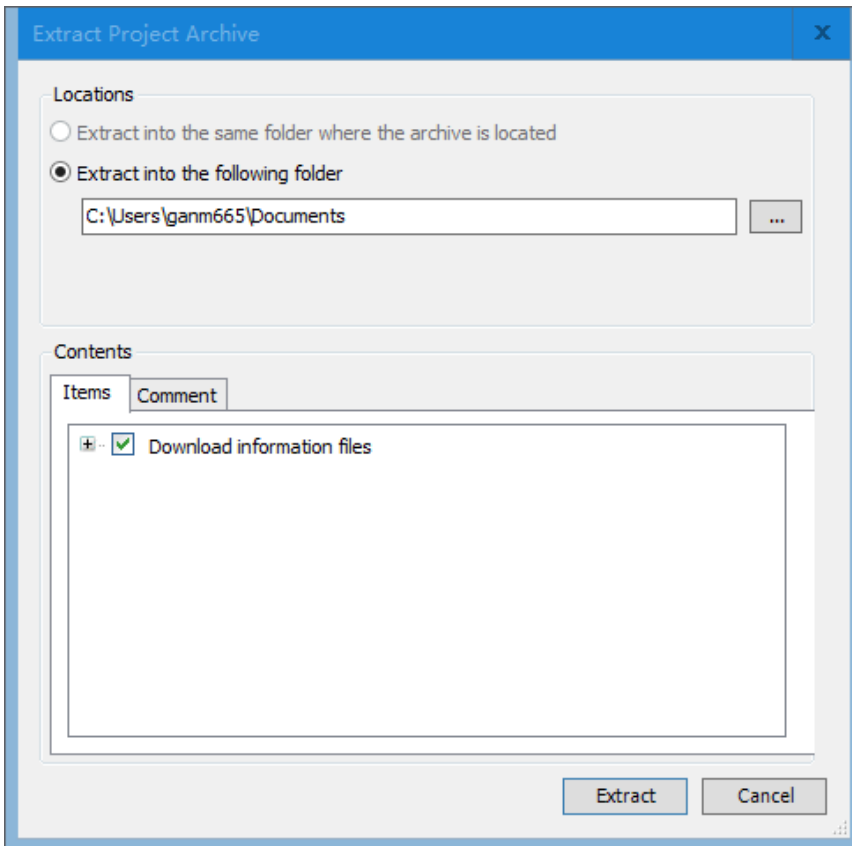 Extract Project Archive
x
Locations
Extract into the same folder where the archive is located
Extract into the following folder
C:\Users\ganm665\Documents
...
Contents
Items
Comment
Download information files
Extract
Cancel